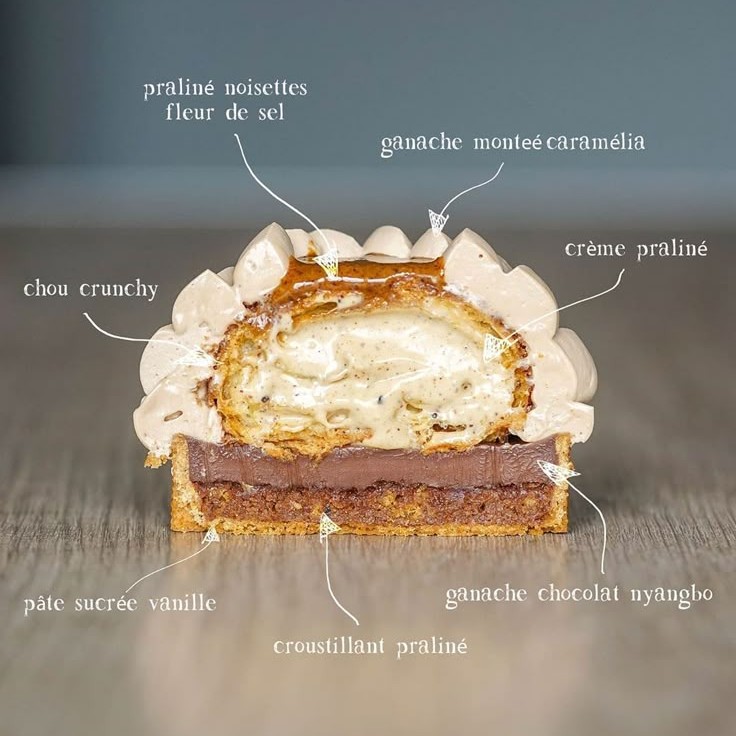 praliné noisettes
fleur de sel
ganache monteé caramélia
crème praliné
chou crunchy
pâte sucrée vanille
ganache chocolat nyangbo
croustillant praliné